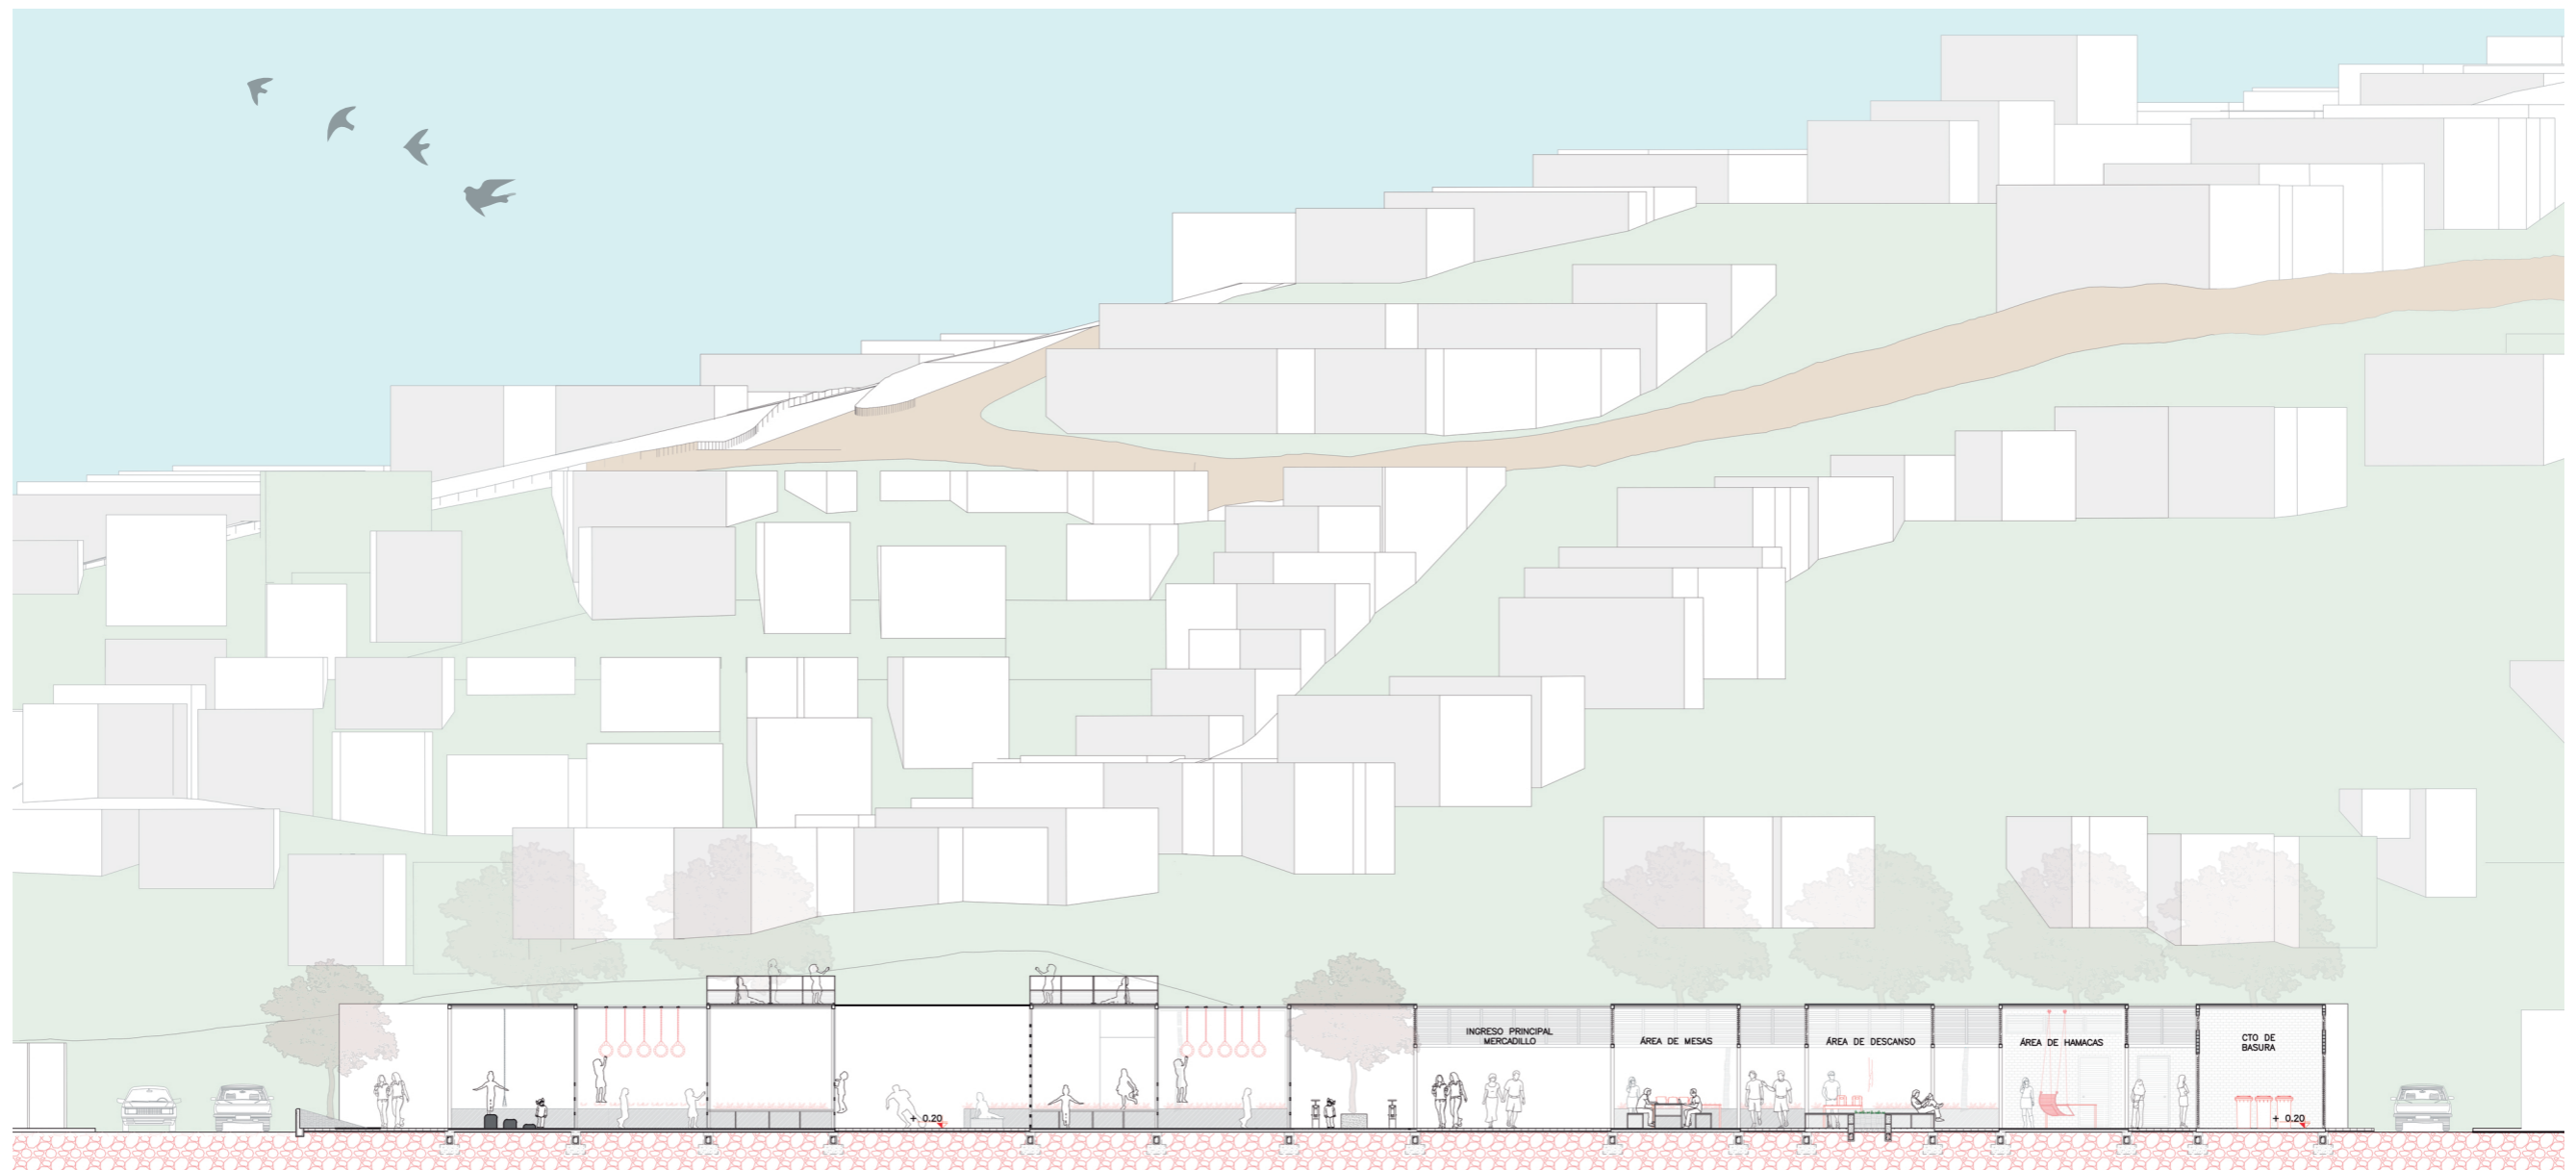 INGRESO PRINCIPAL
MERCADILLO
ÁREA DE MESAS
ÁREA DE DESCANSO
ÁREA DE HAMACAS
CTO DE
BASURA
+ 0.20
+ 0.20